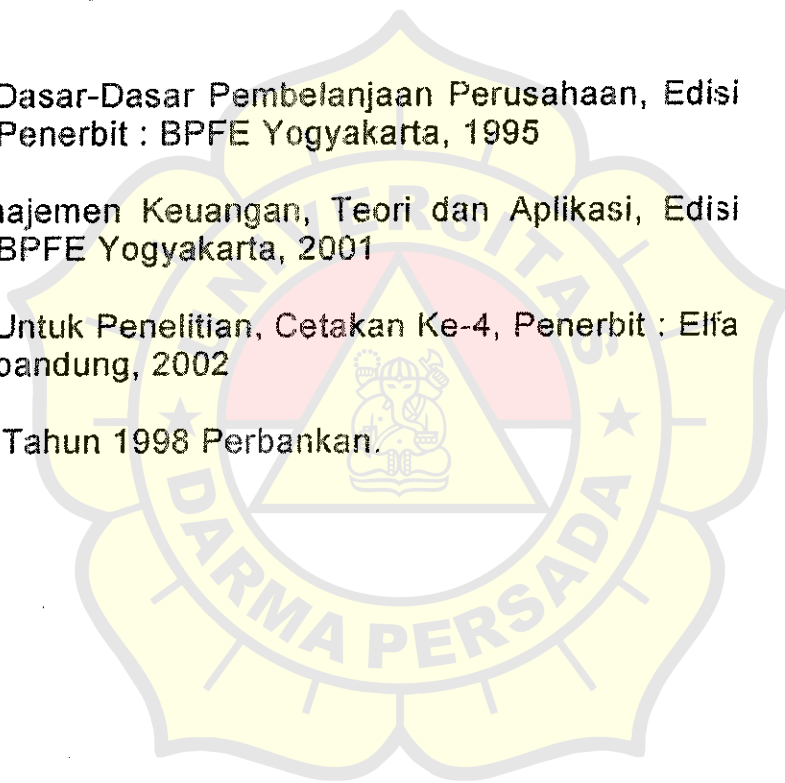 Dasar-Dasar Pembelanjaan Perusahaan, Edisi
Penerbit : BPFE Yogyakarta, 1995
najemen Keuangan, Teori dan Aplikasi, Edisi
BPFE Yogyakarta, 2001
Untuk Penelitian, Cetakan Ke-4, Penerbit : Elfa
bandung, 2002
Tahun 1998 Perbankan.
UNIVERSITAS
DARMA PERSADA